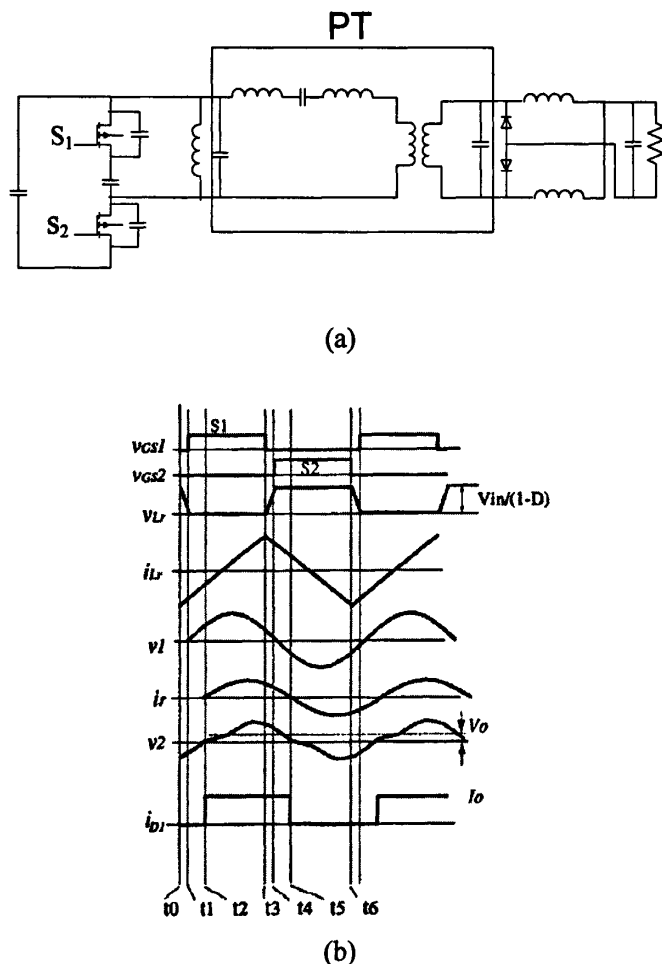 PT
S1
S2
(a)
vGS1
S1
vGS2
S2
vLr
Vin/(1-D)
iLr
v1
ir
v2
Vo
iD1
Io
t0 t1 t2 t3 t4 t5 t6
(b)